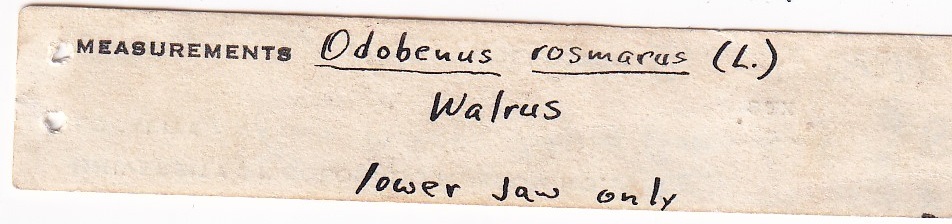 MEASUREMENTS Odobenus rosmarus (L.)
Walrus
lower jaw only